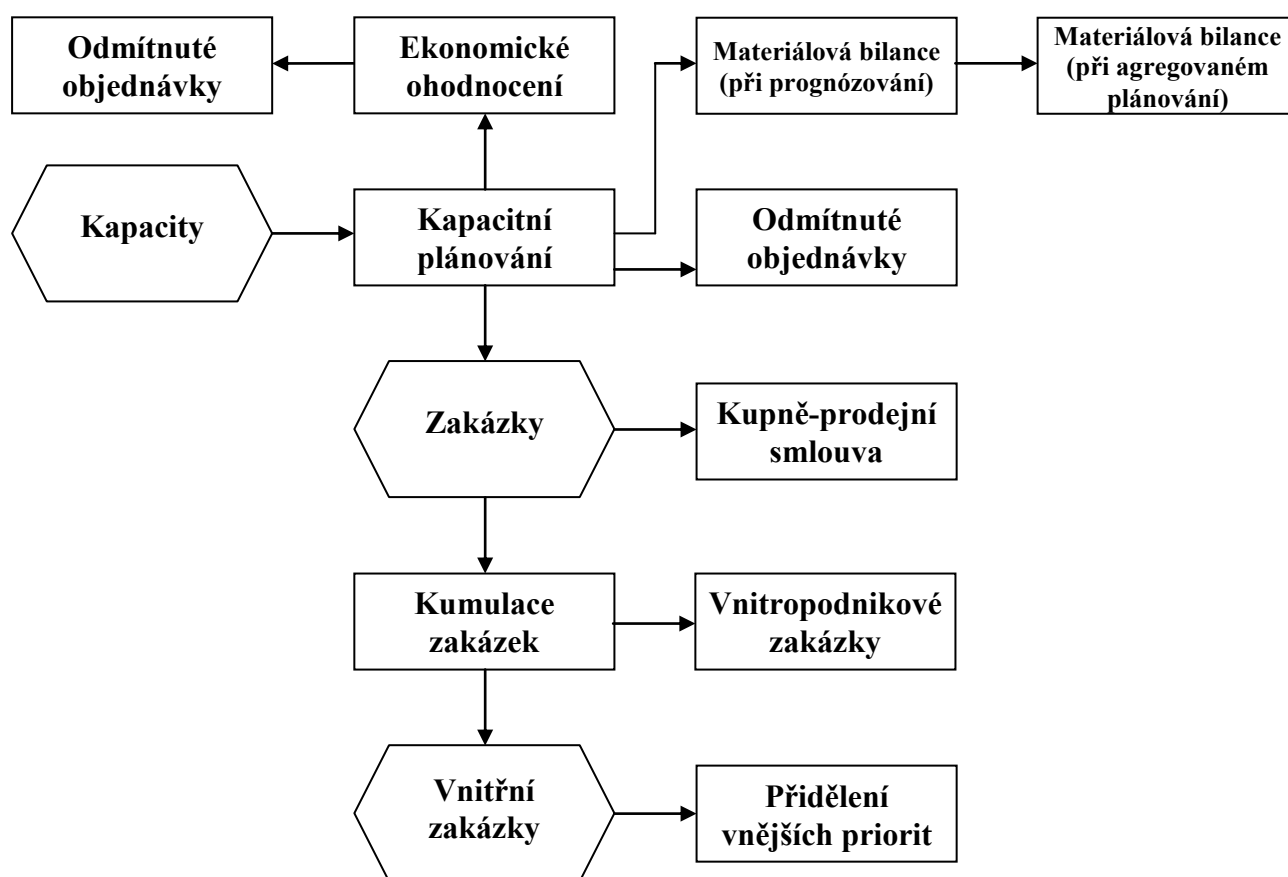 Odmítnuté
objednávky
Ekonomické
ohodnocení
Materiálová bilance
(při prognózování)
Materiálová bilance
(při agregovaném
plánování)
Kapacity
Kapacitní
plánování
Odmítnuté
objednávky
Zakázky
Kupně-prodejní
smlouva
Kumulace
zakázek
Vnitropodnikové
zakázky
Vnitřní
zakázky
Přidělení
vnějších priorit